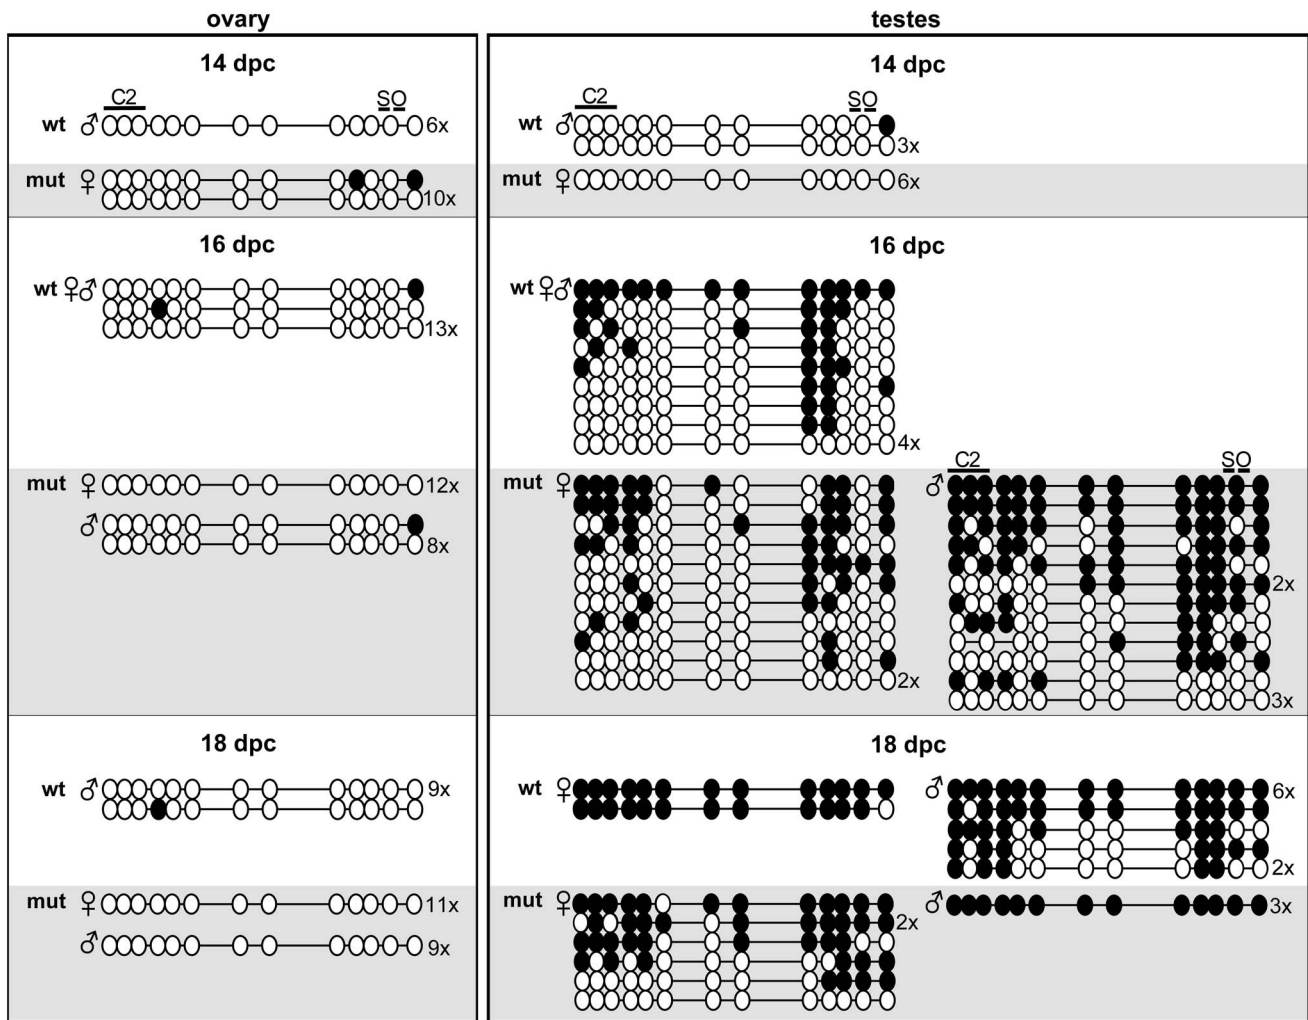 ovary
testes
14 dpc
C2 SO
wt ♂ 6x
mut ♀
10x
14 dpc
C2 SO
wt ♂
3x
mut ♀ 6x
16 dpc
wt ♀♂
13x
16 dpc
wt ♀♂
4x
mut ♀ 12x
♂
8x
mut ♀
2x
C2 SO
♂
2x
3x
18 dpc
wt ♂ 9x
mut ♀ 11x
♂ 9x
18 dpc
wt ♀
♂ 6x
2x
mut ♀
2x
♂ 3x